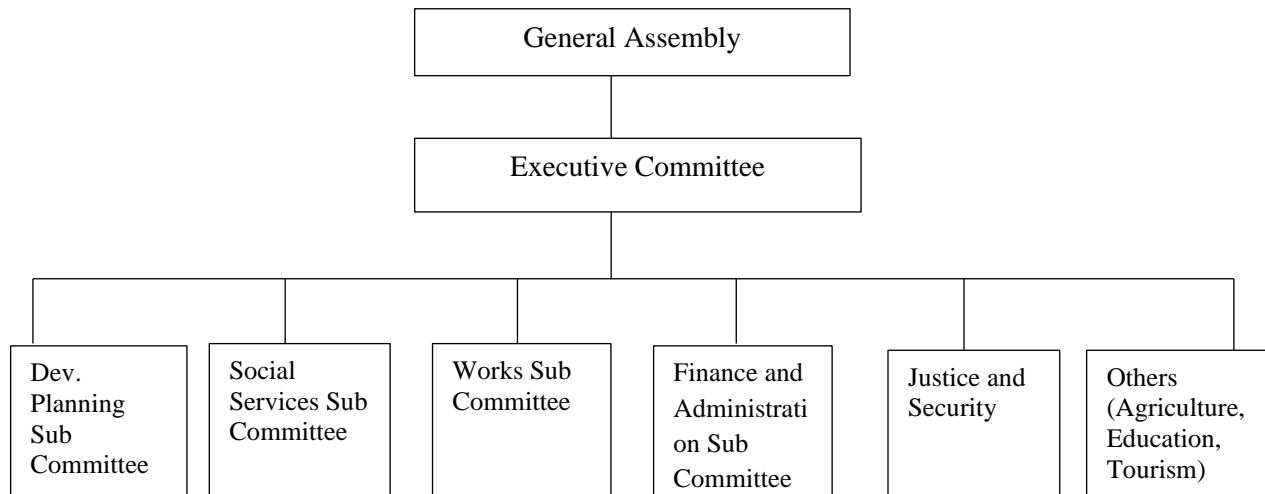 General Assembly
Executive Committee
Dev.
Planning
Sub
Committee
Social
Services Sub
Committee
Works Sub
Committee
Finance and
Administrati
on Sub
Committee
Justice and
Security
Others
(Agriculture,
Education,
Tourism)